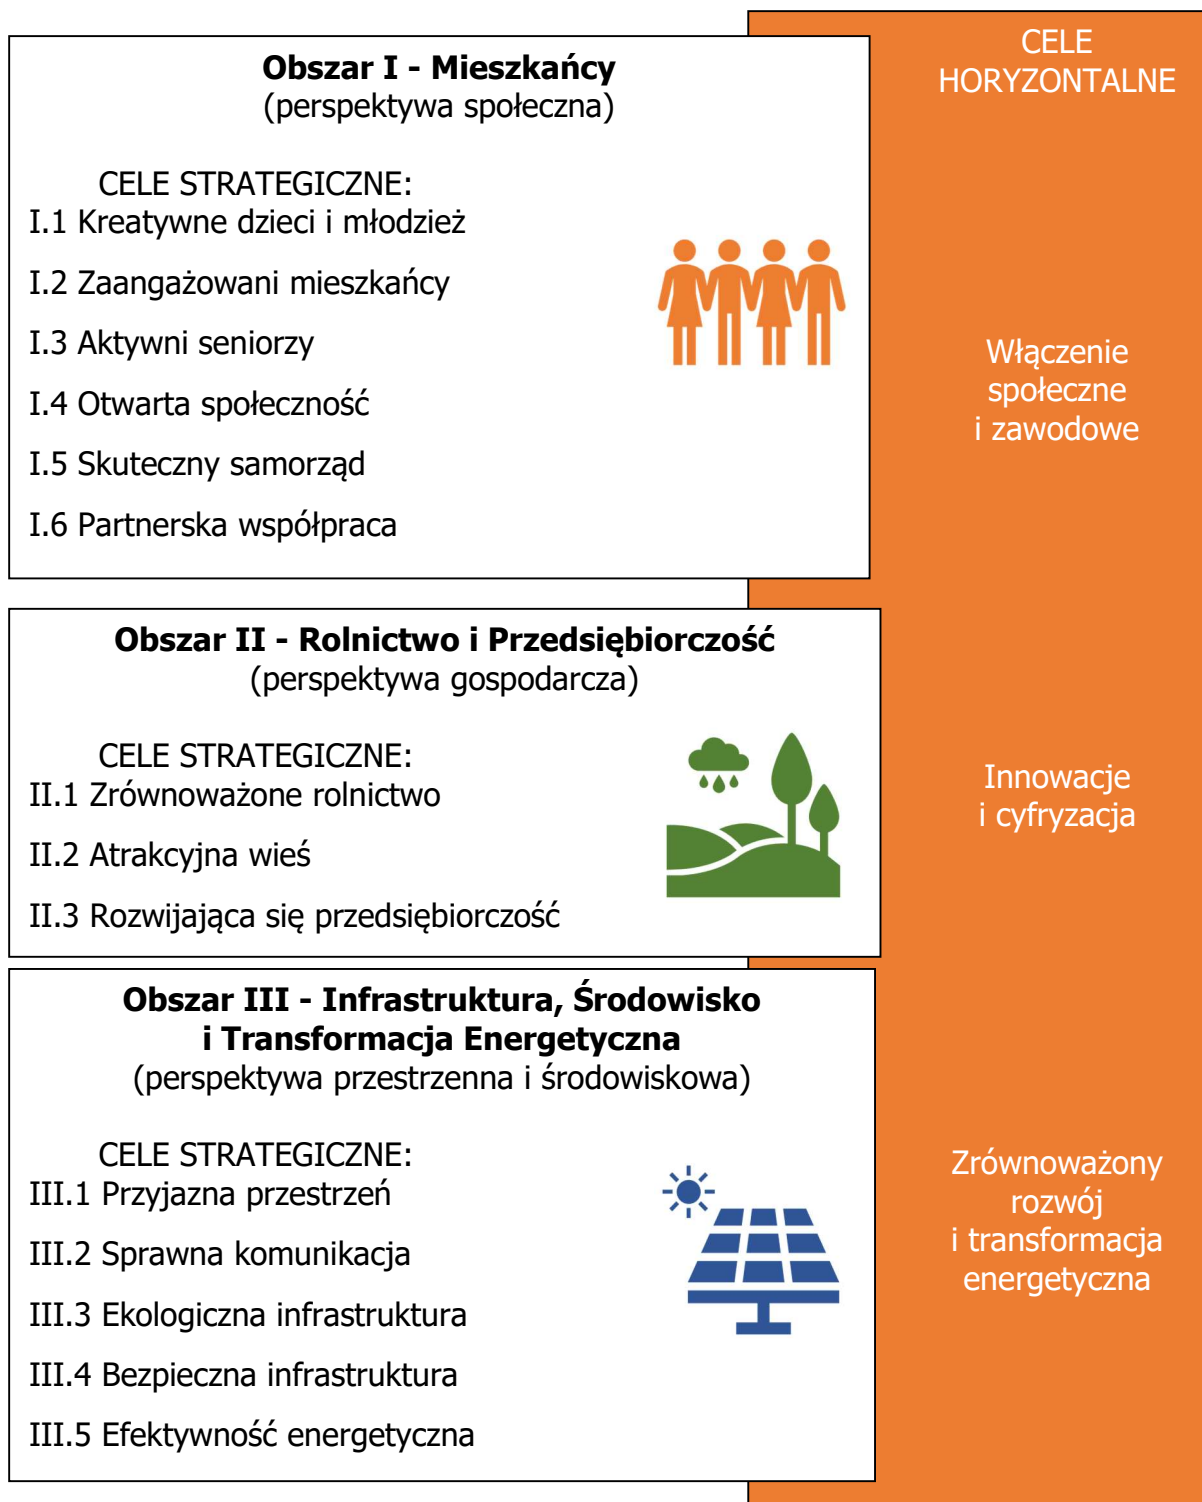 Obszar I - Mieszkańcy
(perspektywa społeczna)
CELE STRATEGICZNE:
I.1 Kreatywne dzieci i młodzież
I.2 Zaangażowani mieszkańcy
I.3 Aktywni seniorzy
I.4 Otwarta społeczność
I.5 Skuteczny samorząd
I.6 Partnerska współpraca
Obszar II - Rolnictwo i Przedsiębiorczość
(perspektywa gospodarcza)
CELE STRATEGICZNE:
II.1 Zrównoważone rolnictwo
II.2 Atrakcyjna wieś
II.3 Rozwijająca się przedsiębiorczość
Obszar III - Infrastruktura, Środowisko
i Transformacja Energetyczna
(perspektywa przestrzenna i środowiskowa)
CELE STRATEGICZNE:
III.1 Przyjazna przestrzeń
III.2 Sprawna komunikacja
III.3 Ekologiczna infrastruktura
III.4 Bezpieczna infrastruktura
III.5 Efektywność energetyczna
CELE
HORYZONTALNE
Włączenie
społeczne
i zawodowe
Innowacje
i cyfryzacja
Zrównoważony
rozwój
i transformacja
energetyczna